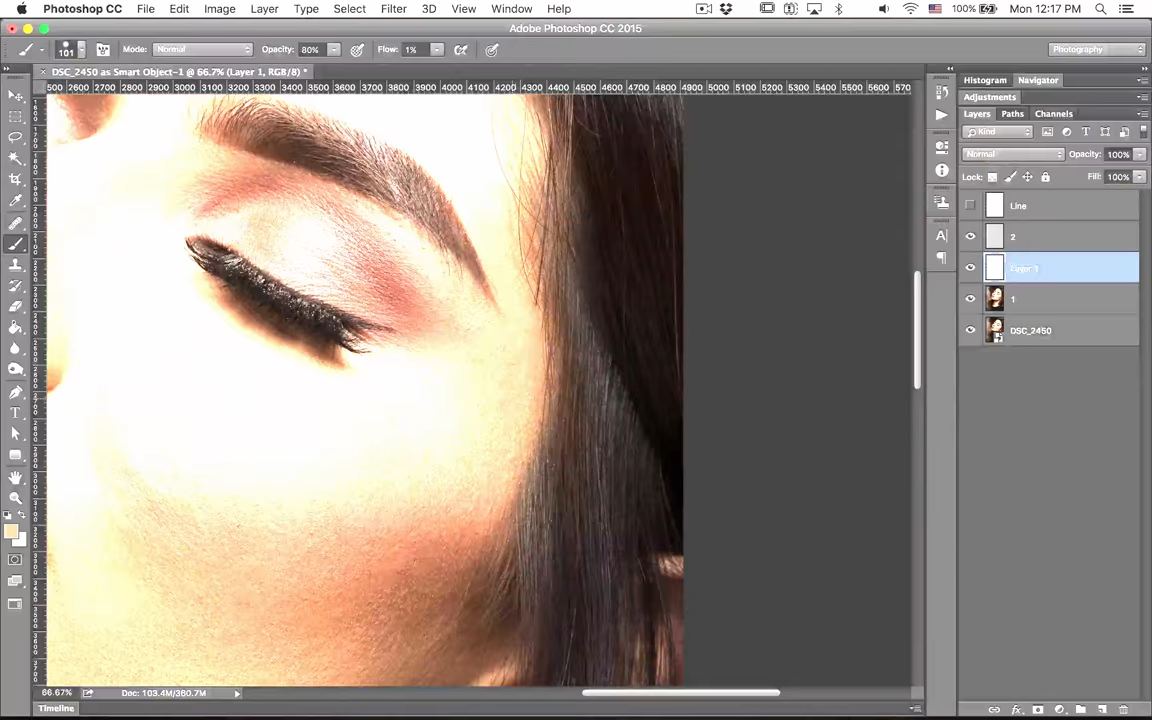 Photoshop CC File Edit Image Layer Type Select Filter 3D View Window Help 100% Mon 12:17 PM
Adobe Photoshop CC 2015
101 Mode: Normal Opacity: 80% Flow: 1% Photography
DSC_2450 as Smart Object-1 @ 66.7% (Layer 1, RGB/8) *
500 2600 2700 2800 2900 3000 3100 3200 3300 3400 3500 3600 3700 3800 3900 4000 4100 4200 4300 4400 4500 4600 4700 4800 4900 5000 5100 5200 5300 5400 5500 5600 570
Histogram Navigator
Adjustments
Layers Paths Channels
Kind
Normal Opacity: 100%
Lock: Fill: 100%
Line
2
Layer 1
1
DSC_2450
66.67% Doc: 103.4M/360.7M
Timeline